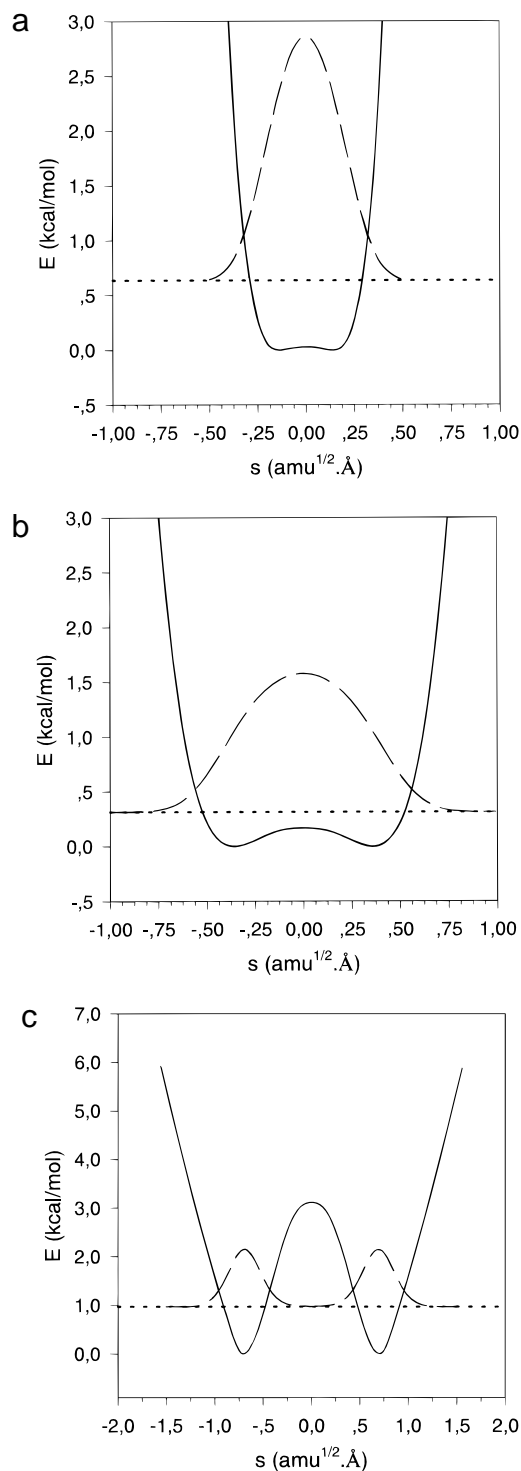 a
3,0
2,5
2,0
1,5
1,0
,5
0,0
-,5
E (kcal/mol)
-1,00 -,75 -,50 -,25 0,00 ,25 ,50 ,75 1,00
s (amu1/2.Å)
b
3,0
2,5
2,0
1,5
1,0
,5
0,0
-,5
E (kcal/mol)
-1,00 -,75 -,50 -,25 0,00 ,25 ,50 ,75 1,00
s (amu1/2.Å)
c
7,0
6,0
5,0
4,0
3,0
2,0
1,0
0,0
E (kcal/mol)
-2,0 -1,5 -1,0 -,5 0,0 ,5 1,0 1,5 2,0
s (amu1/2.Å)